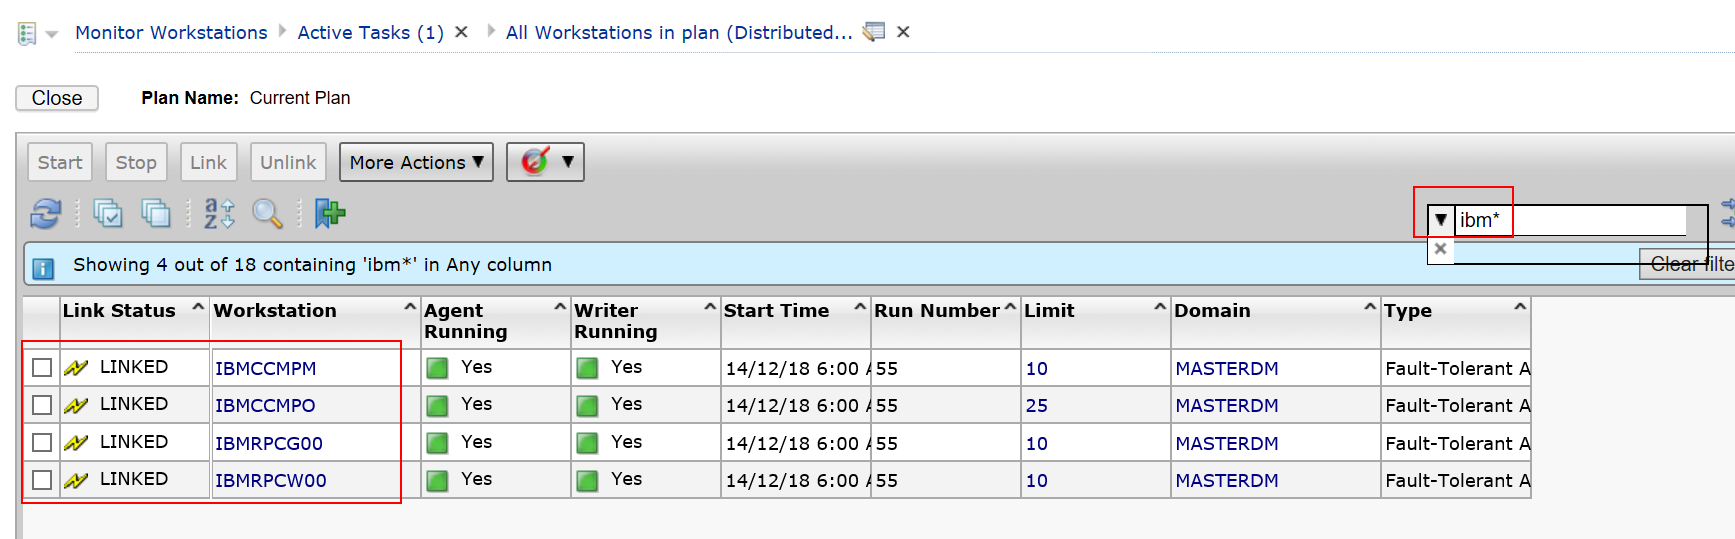 Monitor Workstations Active Tasks (1) All Workstations in plan (Distributed...
Close Plan Name: Current Plan
Start Stop Link Unlink More Actions
ibm*
Showing 4 out of 18 containing 'ibm*' in Any column Clear filte
Link Status Workstation Agent Running Writer Running Start Time Run Number Limit Domain Type
LINKED IBMCCMPM Yes Yes 14/12/18 6:00 A 55 10 MASTERDM Fault-Tolerant A
LINKED IBMCCMPO Yes Yes 14/12/18 6:00 A 55 25 MASTERDM Fault-Tolerant A
LINKED IBMRPCG00 Yes Yes 14/12/18 6:00 A 55 10 MASTERDM Fault-Tolerant A
LINKED IBMRPCW00 Yes Yes 14/12/18 6:00 A 55 10 MASTERDM Fault-Tolerant A